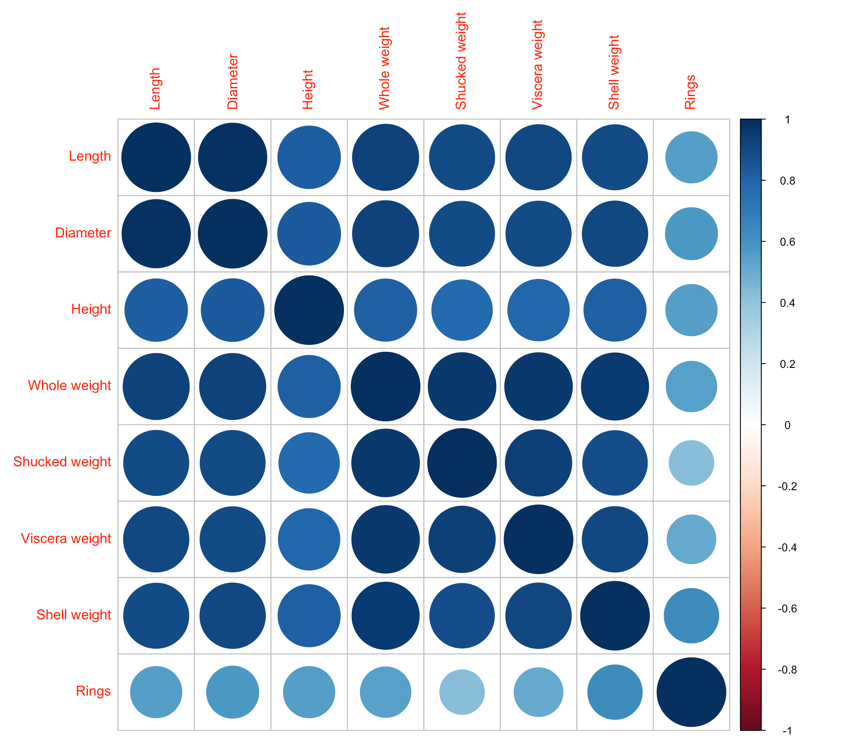 Length
Diameter
Height
Whole weight
Shucked weight
Viscera weight
Shell weight
Rings
Length
Diameter
Height
Whole weight
Shucked weight
Viscera weight
Shell weight
Rings
1
0.8
0.6
0.4
0.2
0
-0.2
-0.4
-0.6
-0.8
-1